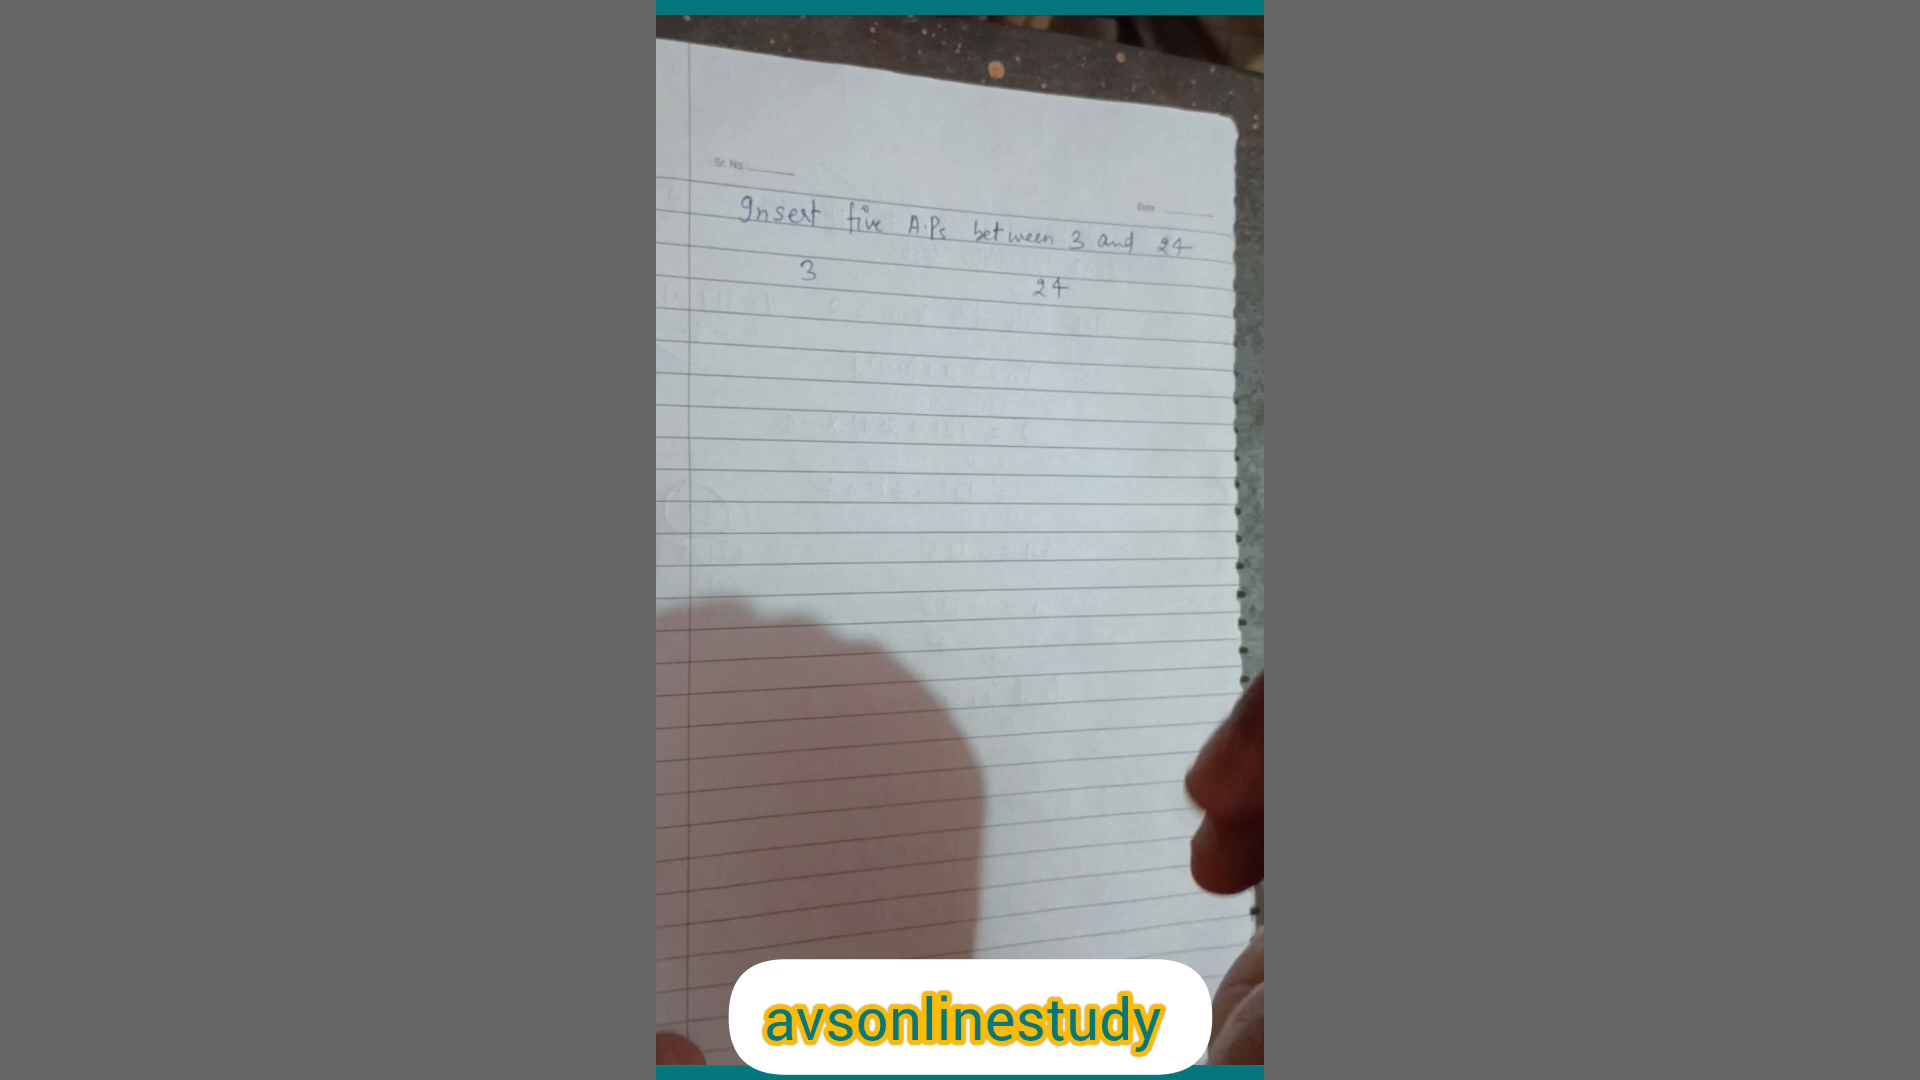 Sr. No.
Date
Insert five A.Ps between 3 and 24
3 24
avsonlinestudy